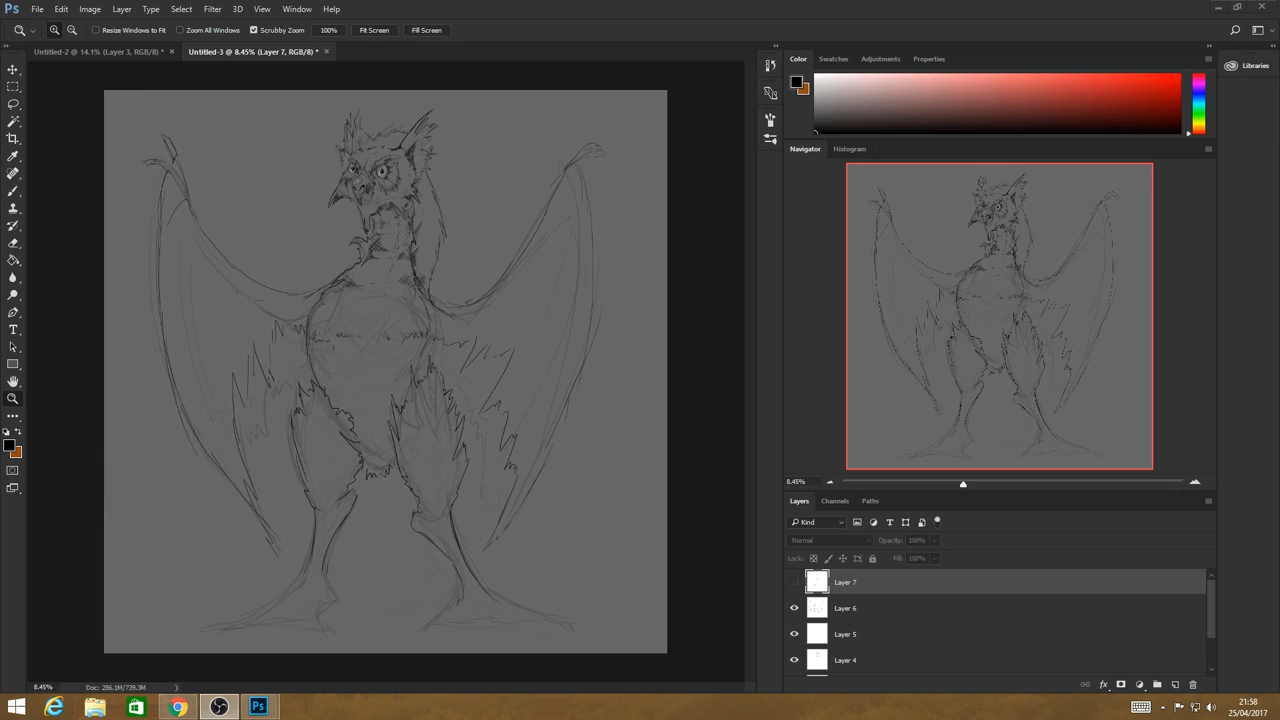 Ps File Edit Image Layer Type Select Filter 3D View Window Help
Resize Windows to Fit Zoom All Windows Scrubby Zoom 100% Fit Screen Fill Screen
Untitled-2 @ 14.1% (Layer 3, RGB/8) * × Untitled-3 @ 8.45% (Layer 7, RGB/8) * ×
Color Swatches Adjustments Properties
Libraries
Navigator Histogram
8.45%
Layers Channels Paths
Kind
Normal Opacity: 100%
Lock: Fill: 100%
Layer 7
Layer 6
Layer 5
Layer 4
8.45% Doc: 286.1M/739.3M
Ps
21:58
25/04/2017